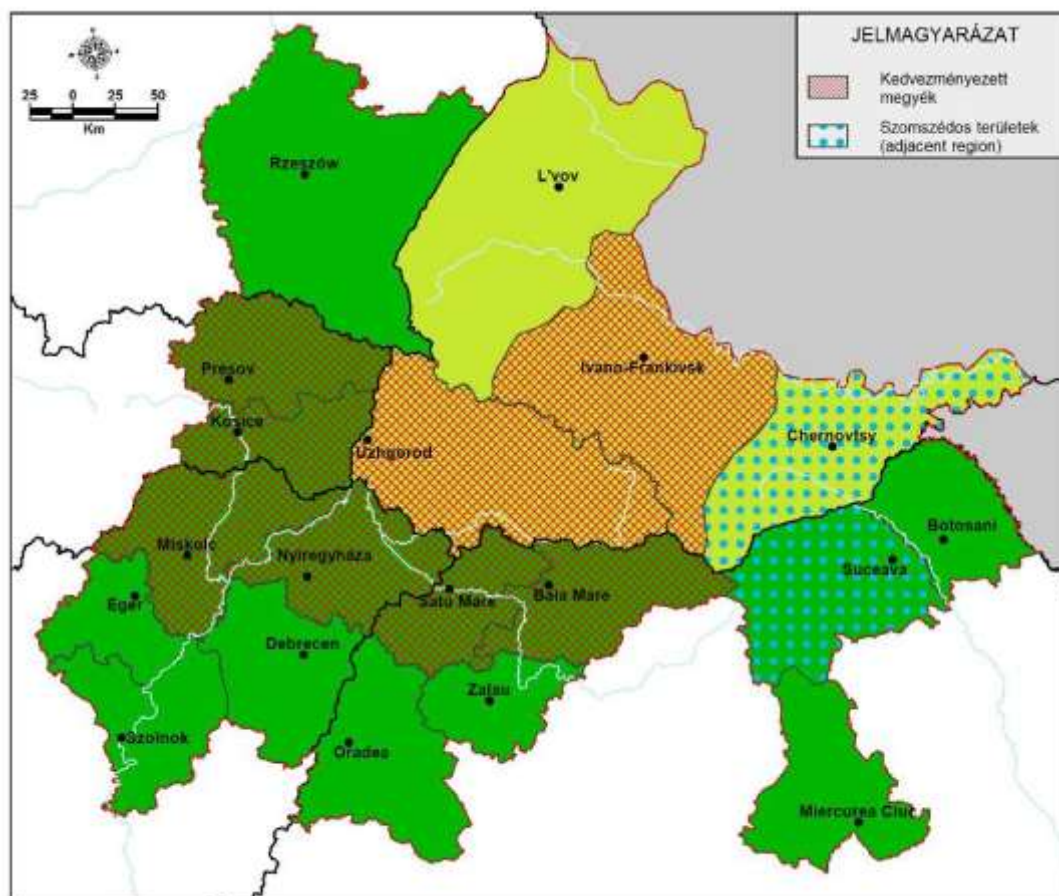 JELMAGYARÁZAT
Kedvezményezett
megyék
Szomszédos területek
(adjacent region)
25 0 25 50
Km
Rzeszów
L'vov
Presov
Ivano-Frankivsk
Kosice
Uzhgorod
Chernovtsy
Botosani
Miskolc
Nyíregyháza
Suceava
Satu Mare
Baia Mare
Eger
Debrecen
Zalau
Szolnok
Oradea
Miercurea Ciuc